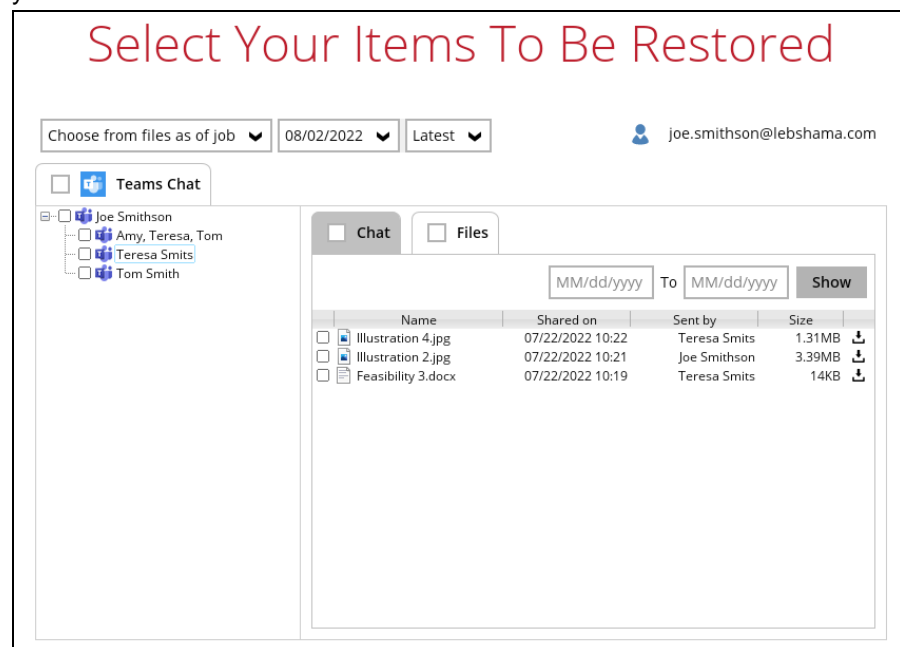 Select Your Items To Be Restored
Choose from files as of job 08/02/2022 Latest joe.smithson@lebshama.com
Teams Chat
Joe Smithson
Amy, Teresa, Tom
Teresa Smits
Tom Smith
Chat Files
MM/dd/yyyy To MM/dd/yyyy Show
Name Shared on Sent by Size
Illustration 4.jpg 07/22/2022 10:22 Teresa Smits 1.31MB
Illustration 2.jpg 07/22/2022 10:21 Joe Smithson 3.39MB
Feasibility 3.docx 07/22/2022 10:19 Teresa Smits 14KB